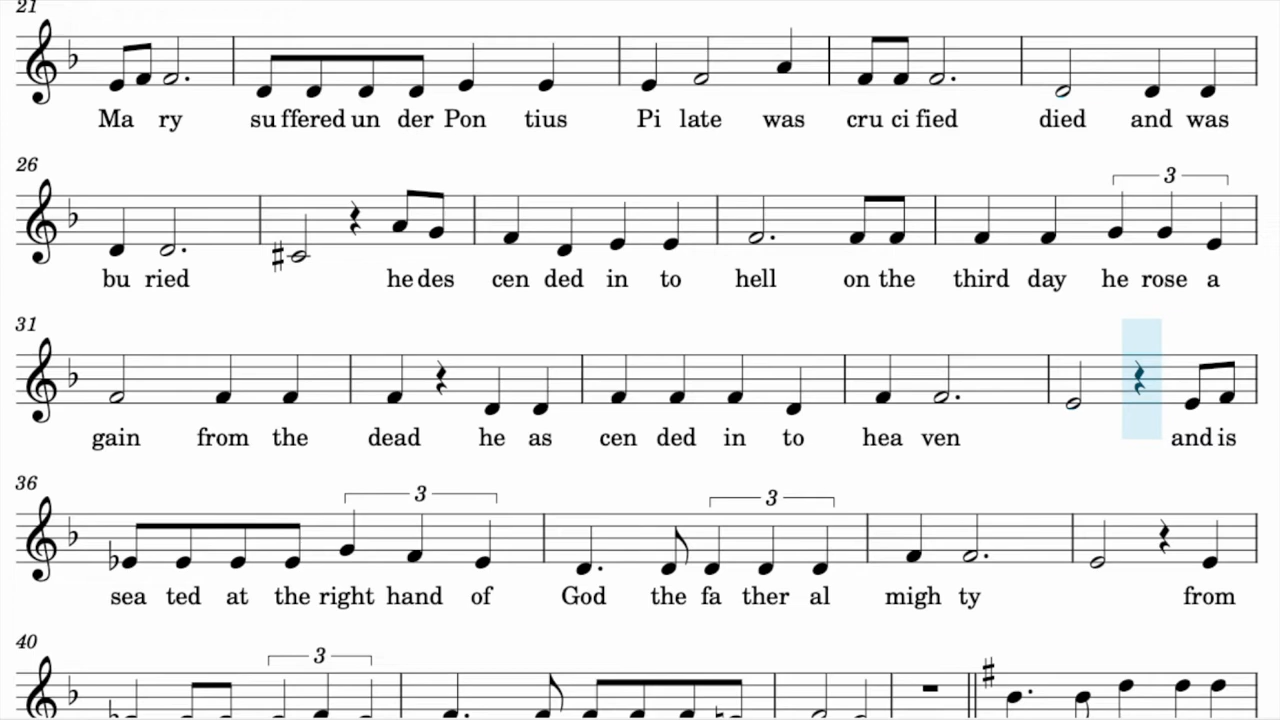 21
Ma ry su ffered un der Pon tius Pi late was cru ci fied died and was
26
3
bu ried he des cen ded in to hell on the third day he rose a
31
gain from the dead he as cen ded in to hea ven and is
36
3 3
sea ted at the right hand of God the fa ther al migh ty from
40
3